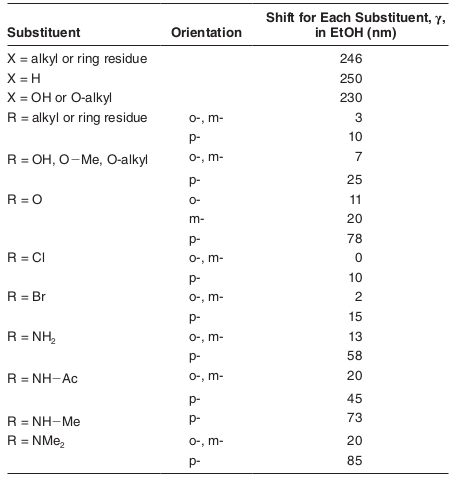 Substituent Orientation Shift for Each Substituent, γ, in EtOH (nm)
X = alkyl or ring residue 246
X = H 250
X = OH or O-alkyl 230
R = alkyl or ring residue o-, m- 3
p- 10
R = OH, O−Me, O-alkyl o-, m- 7
p- 25
R = O o- 11
m- 20
p- 78
R = Cl o-, m- 0
p- 10
R = Br o-, m- 2
p- 15
R = NH₂ o-, m- 13
p- 58
R = NH−Ac o-, m- 20
p- 45
R = NH−Me p- 73
R = NMe₂ o-, m- 20
p- 85